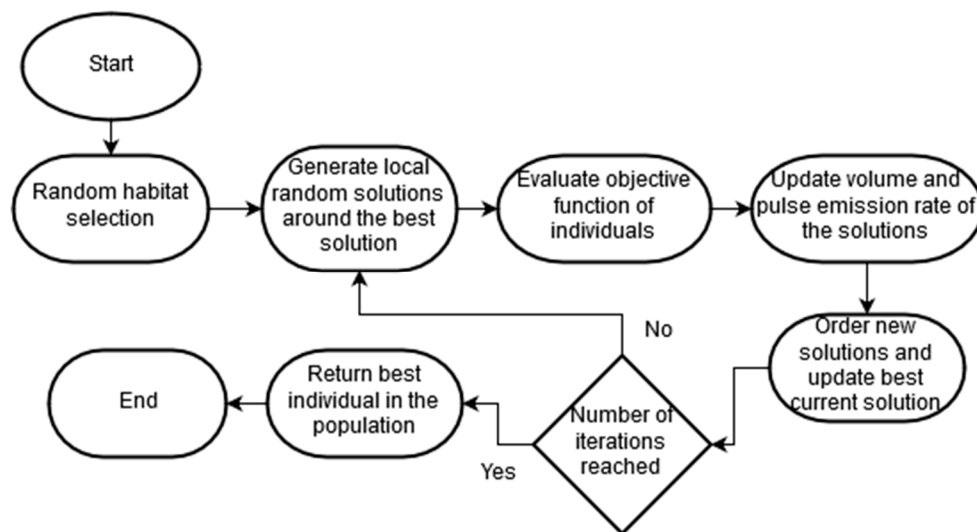 Start
Random habitat
selection
Generate local
random solutions
around the best
solution
Evaluate objective
function of
individuals
Update volume and
pulse emission rate of
the solutions
Order new
solutions and
update best
current solution
Number of
iterations
reached
No
Yes
Return best
individual in the
population
End